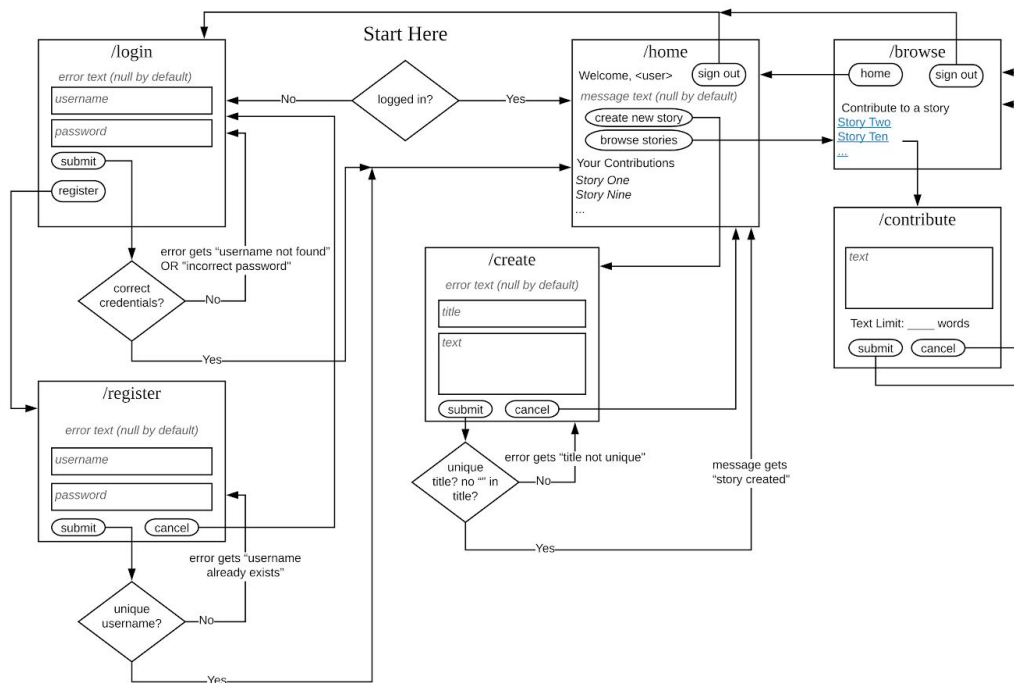 Start Here
logged in?
No
Yes
/login
error text (null by default)
username
password
submit
register
error gets “username not found”
OR "incorrect password"
correct
credentials?
No
Yes
/register
error text (null by default)
username
password
submit
cancel
error gets “username
already exists”
unique
username?
No
Yes
/home
Welcome, <user>
sign out
message text (null by default)
create new story
browse stories
Your Contributions
Story One
Story Nine
...
/create
error text (null by default)
title
text
submit
cancel
error gets “title not unique”
unique
title? no “” in
title?
No
Yes
message gets
“story created”
/browse
home
sign out
Contribute to a story
Story Two
Story Ten
...
/contribute
text
Text Limit: ____ words
submit
cancel